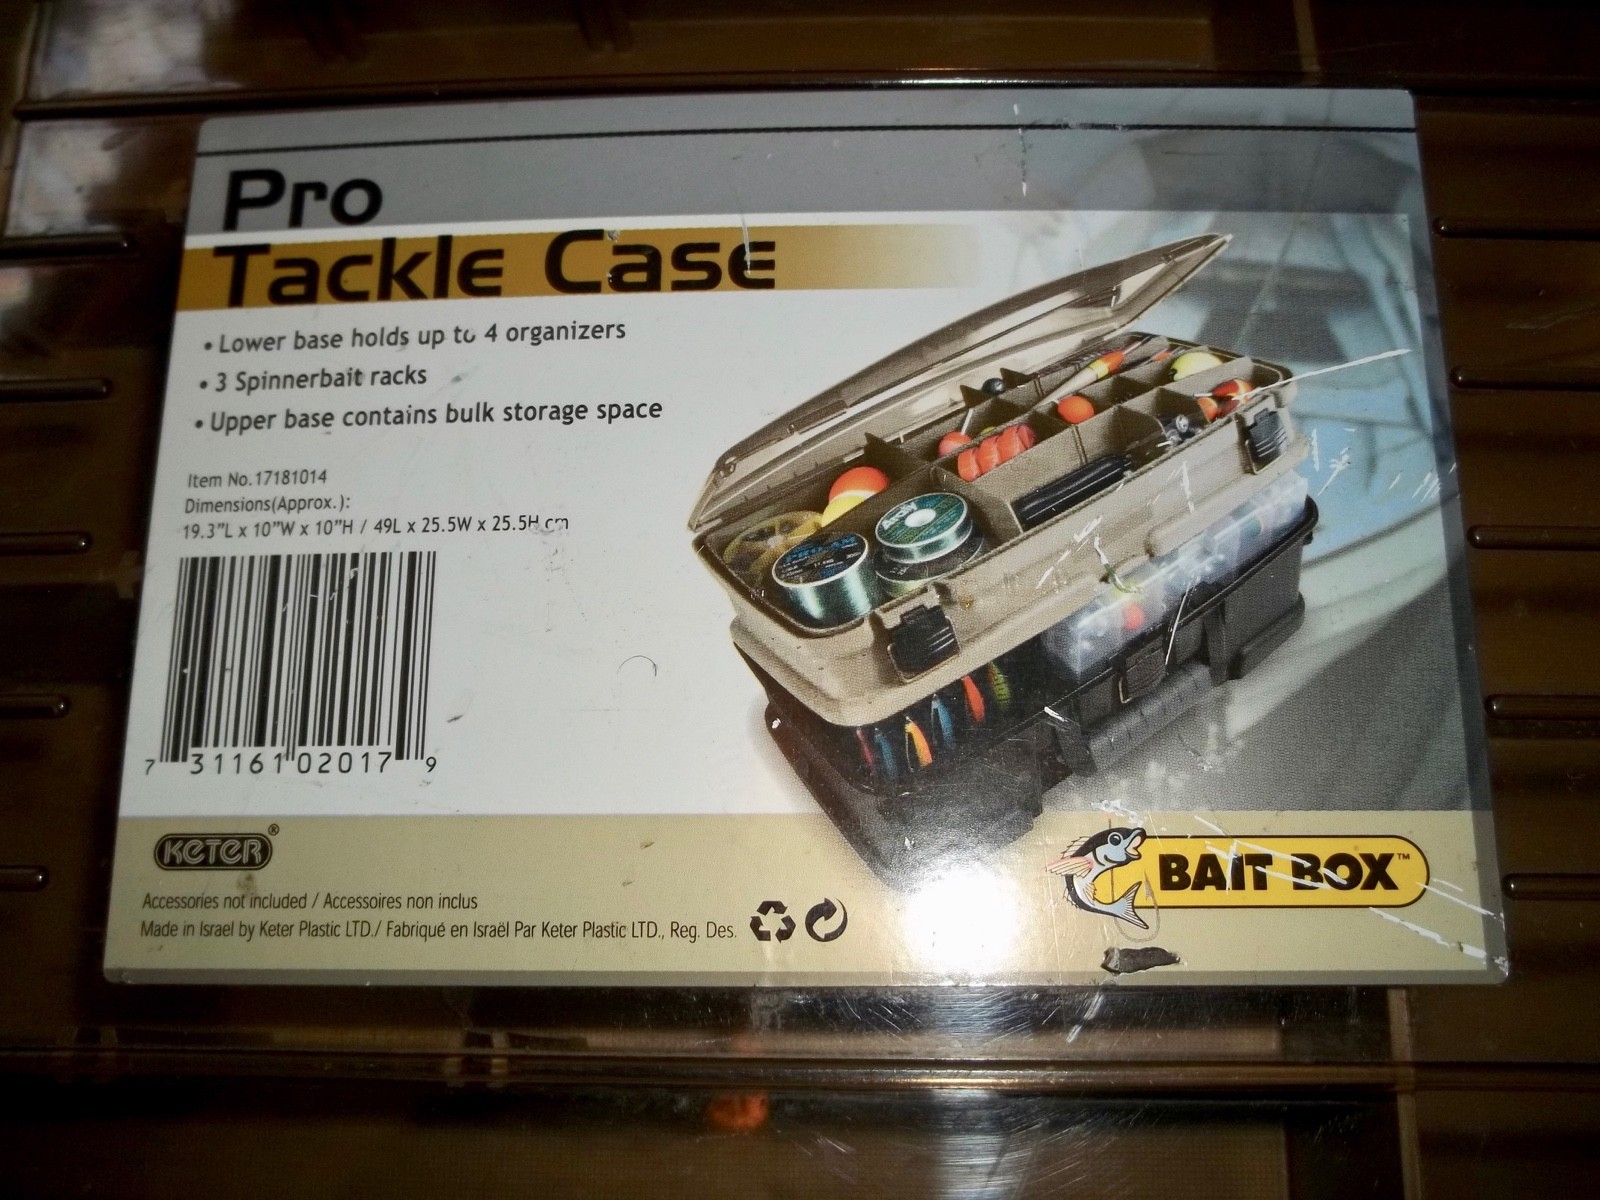 Pro
Tackle Case
• Lower base holds up to 4 organizers
• 3 Spinnerbait racks
• Upper base contains bulk storage space
Item No.17181014
Dimensions(Approx.):
19.3"L x 10"W x 10"H / 49L x 25.5W x 25.5H cm
7 31161 02017 9
KETER®
Accessories not included / Accessoires non inclus
Made in Israel by Keter Plastic LTD./ Fabriqué en Israël Par Keter Plastic LTD., Reg. Des.
BAIT BOX™
PRO-AM